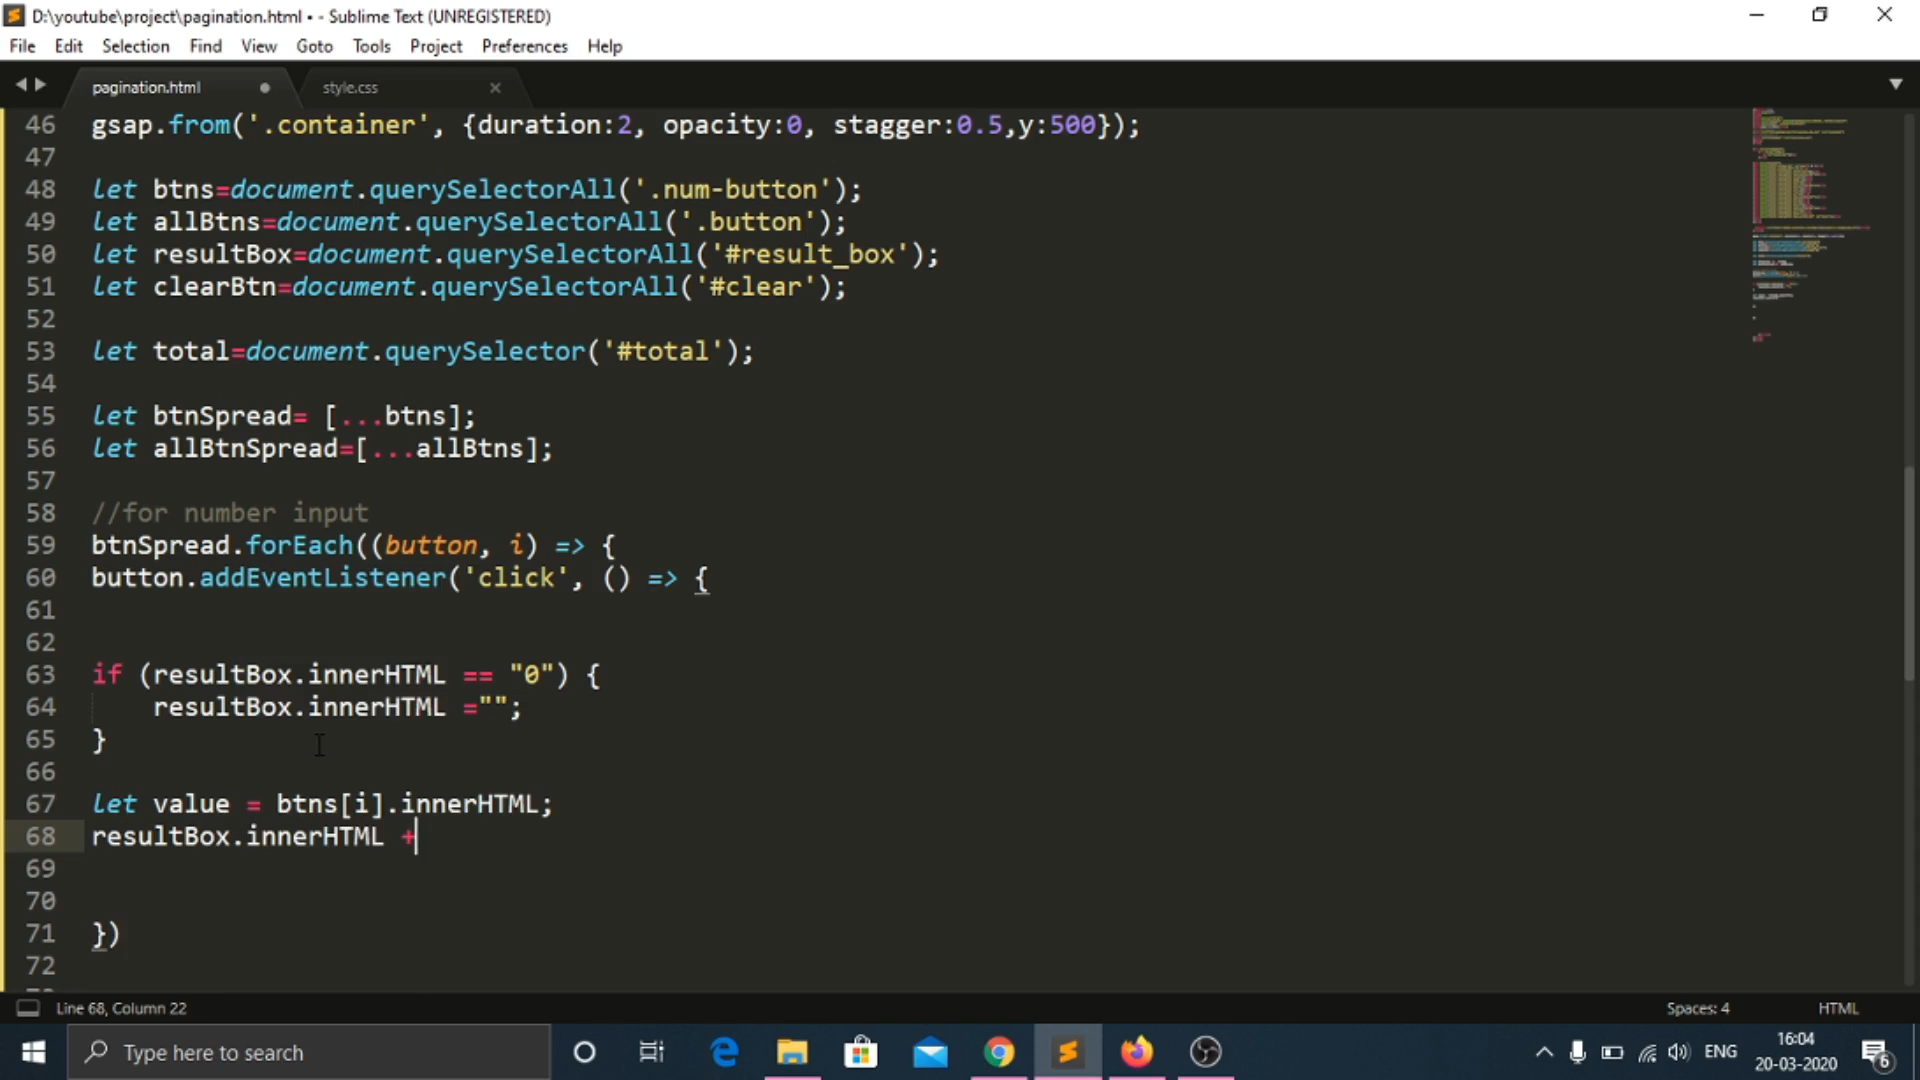 D:\youtube\project\pagination.html • - Sublime Text (UNREGISTERED)
File Edit Selection Find View Goto Tools Project Preferences Help
pagination.html style.css
46 gsap.from('.container', {duration:2, opacity:0, stagger:0.5,y:500});
47
48 let btns=document.querySelectorAll('.num-button');
49 let allBtns=document.querySelectorAll('.button');
50 let resultBox=document.querySelectorAll('#result_box');
51 let clearBtn=document.querySelectorAll('#clear');
52
53 let total=document.querySelector('#total');
54
55 let btnSpread= [...btns];
56 let allBtnSpread=[...allBtns];
57
58 //for number input
59 btnSpread.forEach((button, i) => {
60 button.addEventListener('click', () => {
61
62
63 if (resultBox.innerHTML == "0") {
64 resultBox.innerHTML ="";
65 }
66
67 let value = btns[i].innerHTML;
68 resultBox.innerHTML +
69
70
71 })
72
Line 68, Column 22 Spaces: 4 HTML
Type here to search ENG 16:04
20-03-2020 6